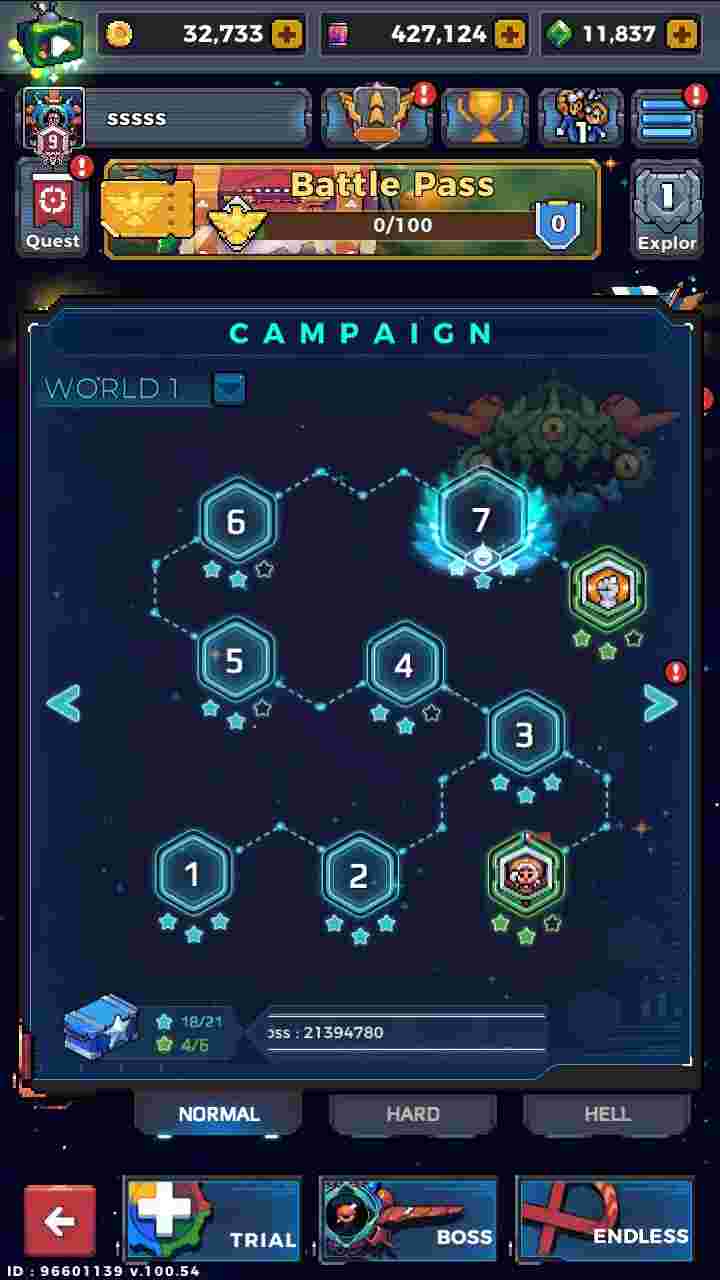 32,733
427,124
11,837
sssss
9
1
Quest
Battle Pass
0/100
0
1
Explor
CAMPAIGN
WORLD 1
6
7
5
4
3
1
2
18/21
4/6
oss : 21394780
NORMAL
HARD
HELL
TRIAL
BOSS
ENDLESS
ID : 96601139 v.100.54